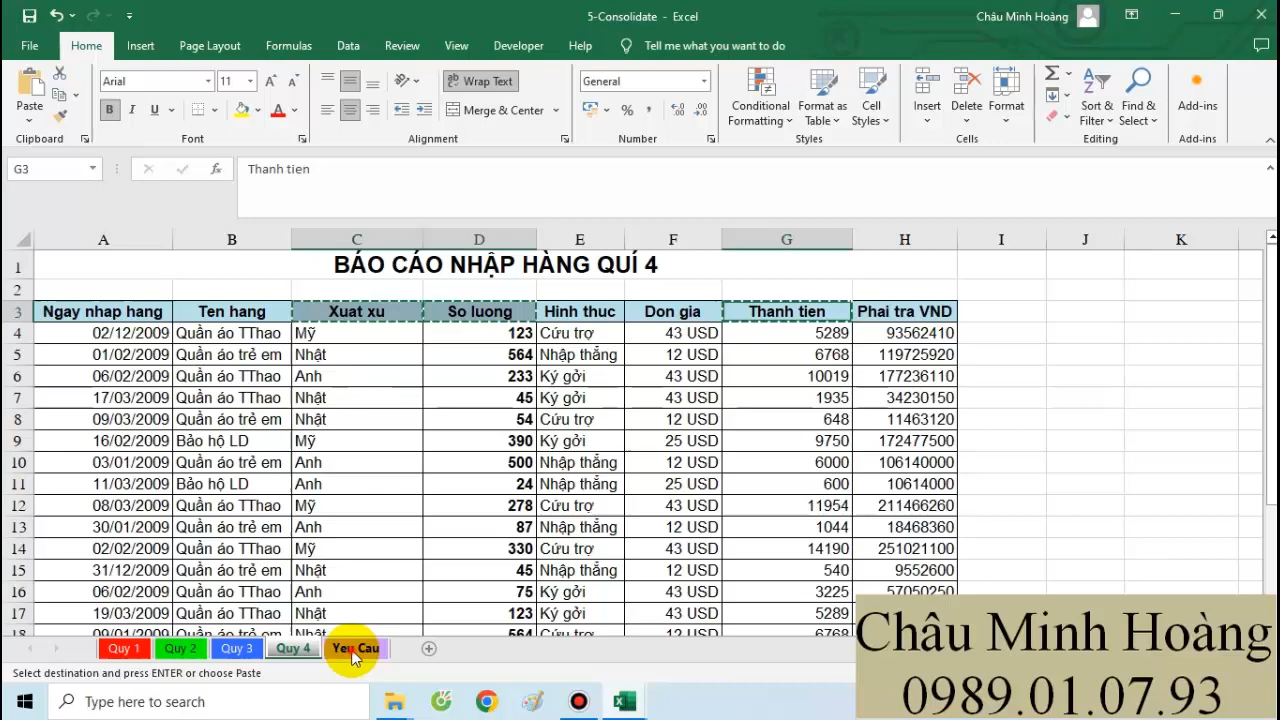 5-Consolidate - Excel
Châu Minh Hoàng
File Home Insert Page Layout Formulas Data Review View Developer Help Tell me what you want to do
Paste
Clipboard
Arial 11
B I U
Font
Wrap Text
Merge & Center
Alignment
General
Number
Conditional Formatting
Format as Table
Cell Styles
Styles
Insert Delete Format
Cells
Sort & Filter
Find & Select
Editing
Add-ins
Add-ins
G3 fx Thanh tien
A B C D E F G H I J K
1 BÁO CÁO NHẬP HÀNG QUÍ 4
2
3 Ngay nhap hang Ten hang Xuat xu So luong Hinh thuc Don gia Thanh tien Phai tra VND
4 02/12/2009 Quần áo TThao Mỹ 123 Cứu trợ 43 USD 5289 93562410
5 01/02/2009 Quần áo trẻ em Nhật 564 Nhập thẳng 12 USD 6768 119725920
6 06/02/2009 Quần áo TThao Anh 233 Ký gởi 43 USD 10019 177236110
7 17/03/2009 Quần áo TThao Nhật 45 Ký gởi 43 USD 1935 34230150
8 09/03/2009 Quần áo trẻ em Nhật 54 Cứu trợ 12 USD 648 11463120
9 16/02/2009 Bảo hộ LD Mỹ 390 Ký gởi 25 USD 9750 172477500
10 03/01/2009 Quần áo trẻ em Anh 500 Nhập thẳng 12 USD 6000 106140000
11 11/03/2009 Bảo hộ LD Anh 24 Nhập thẳng 25 USD 600 10614000
12 08/03/2009 Quần áo TThao Mỹ 278 Cứu trợ 43 USD 11954 211466260
13 30/01/2009 Quần áo trẻ em Anh 87 Nhập thẳng 12 USD 1044 18468360
14 02/02/2009 Quần áo TThao Mỹ 330 Cứu trợ 43 USD 14190 251021100
15 31/12/2009 Quần áo trẻ em Nhật 45 Nhập thẳng 12 USD 540 9552600
16 06/02/2009 Quần áo TThao Anh 75 Ký gởi 43 USD 3225 57050250
17 19/03/2009 Quần áo TThao Nhật 123 Ký gởi 43 USD 5289
18 09/01/2009 Quần áo trẻ em Nhật 564 Cứu trợ 12 USD 6768
Quy 1 Quy 2 Quy 3 Quy 4 Yeu Cau
Select destination and press ENTER or choose Paste
Type here to search
Châu Minh Hoàng
0989.01.07.93